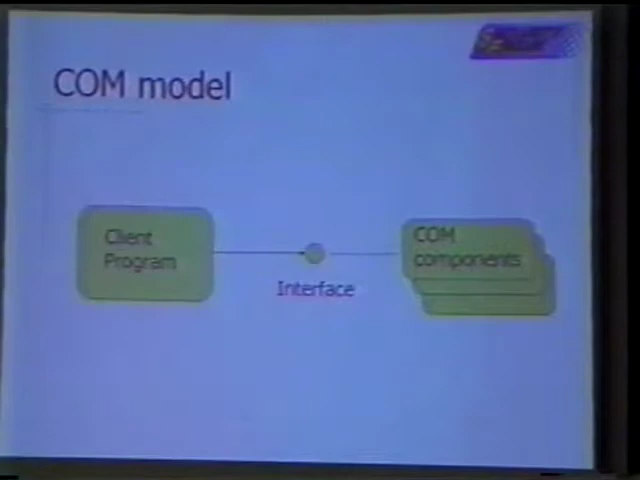 COM model
Client
Program
Interface
COM
components